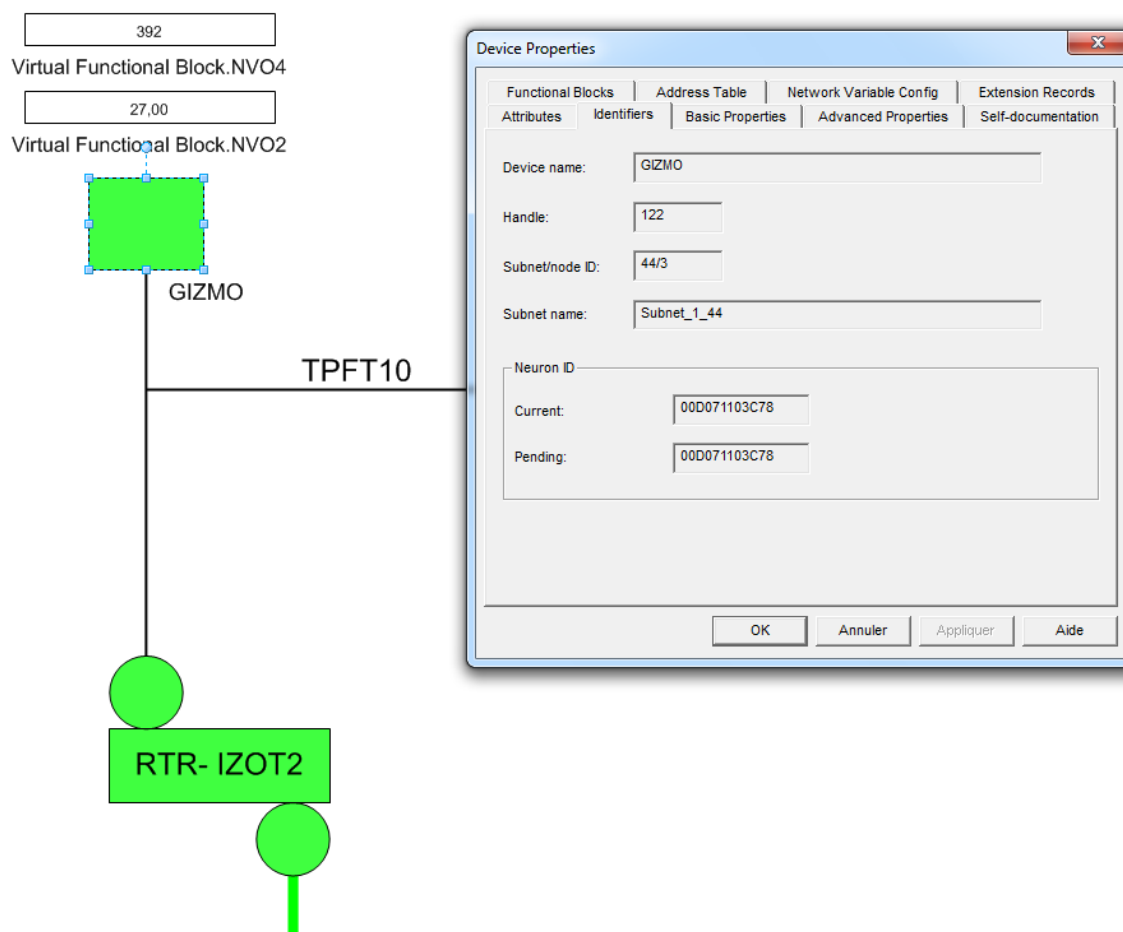 392
Virtual Functional Block.NVO4
27,00
Virtual Functional Block.NVO2
GIZMO
TPFT10
RTR- IZOT2
Device Properties
Functional Blocks Address Table Network Variable Config Extension Records
Attributes Identifiers Basic Properties Advanced Properties Self-documentation
Device name: GIZMO
Handle: 122
Subnet/node ID: 44/3
Subnet name: Subnet_1_44
Neuron ID
Current: 00D071103C78
Pending: 00D071103C78
OK Annuler Appliquer Aide